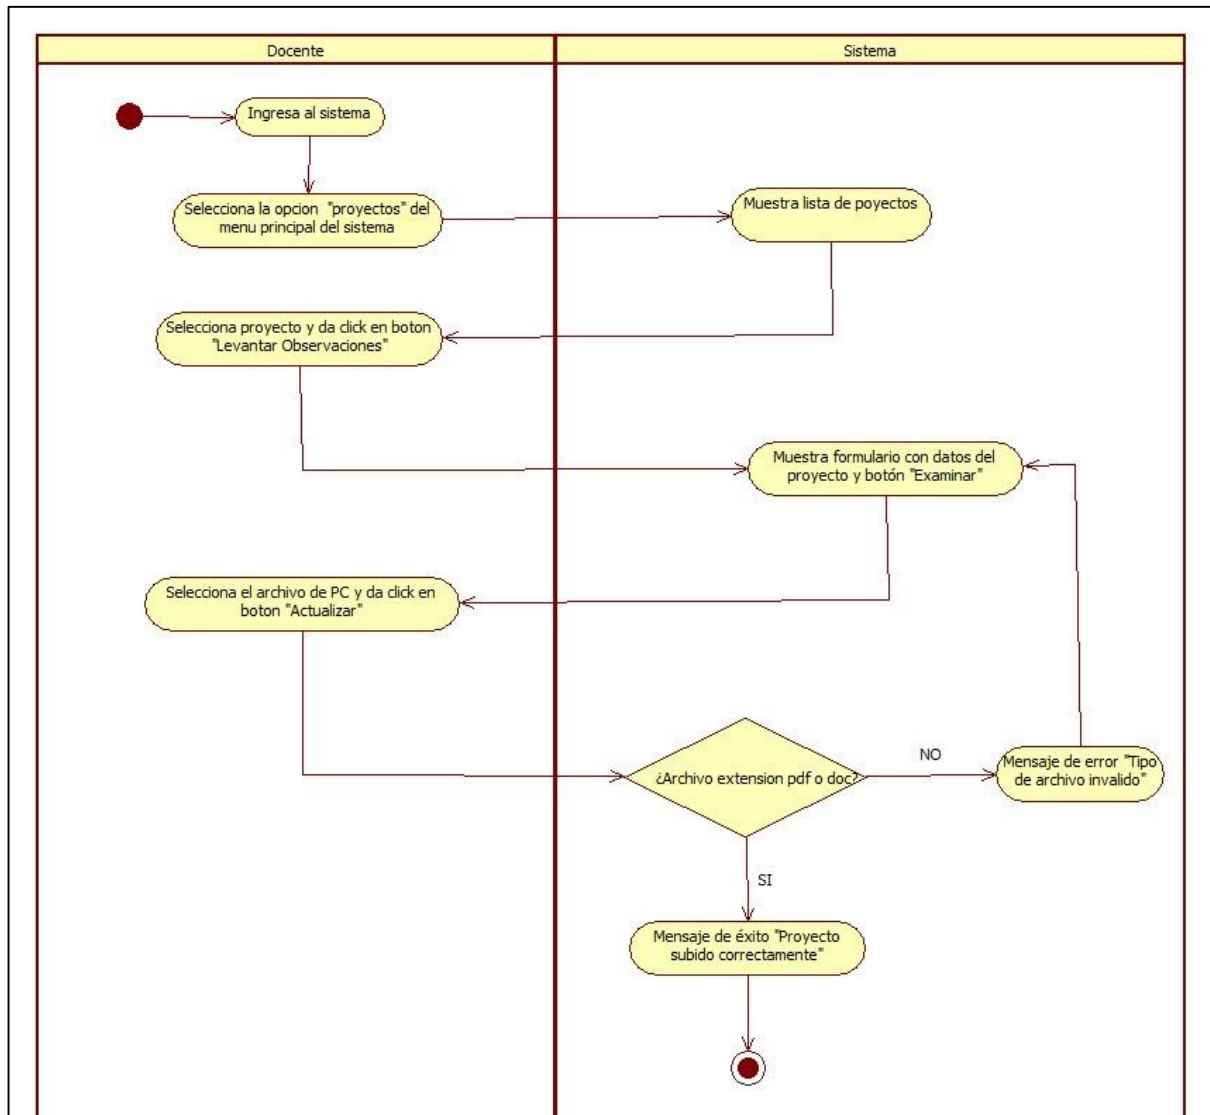 Docente
Sistema
Ingresa al sistema
Selecciona la opcion "proyectos" del
menu principal del sistema
Muestra lista de poyectos
Selecciona proyecto y da click en boton
"Levantar Observaciones"
Muestra formulario con datos del
proyecto y botón "Examinar"
Selecciona el archivo de PC y da click en
boton "Actualizar"
¿Archivo extension pdf o doc?
NO
Mensaje de error "Tipo
de archivo invalido"
SI
Mensaje de éxito "Proyecto
subido correctamente"